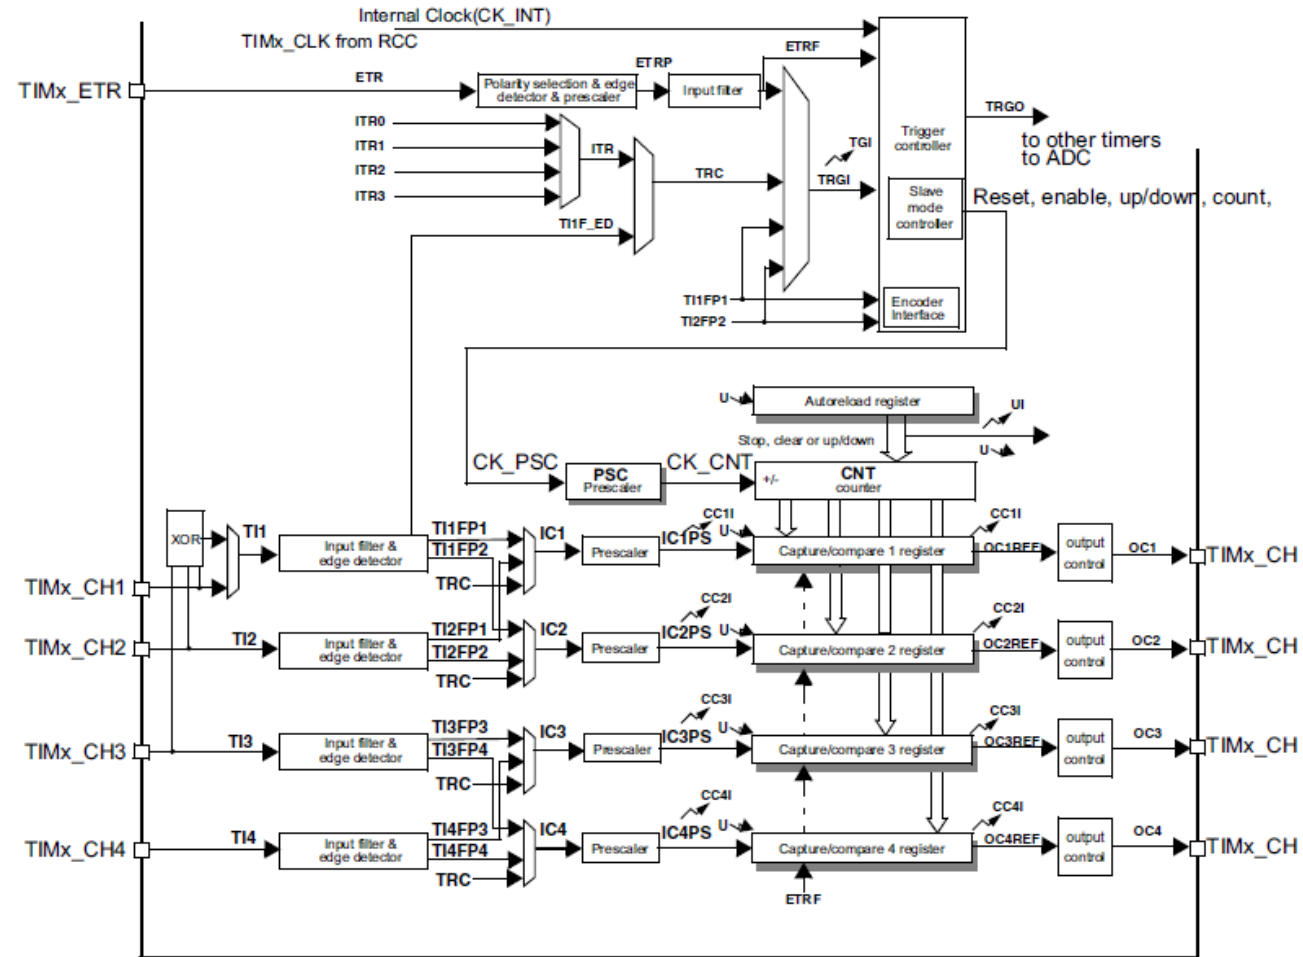 Internal Clock(CK_INT)
TIMx_CLK from RCC
ETRF
ETRP
ETR
TIMx_ETR
Polarity selection & edge
detector & prescaler
Input filter
TRGO
to other timers
to ADC
ITR0
ITR1
ITR2
ITR3
ITR
TRC
TGI
TRGI
Trigger
controller
Slave
mode
controller
Reset, enable, up/down, count,
TI1F_ED
TI1FP1
TI2FP2
Encoder
Interface
U
Autoreload register
UI
Stop, clear or up/down
U
CK_PSC
PSC
Prescaler
CK_CNT
+/-
CNT
counter
XOR
TI1
Input filter &
edge detector
TI1FP1
TI1FP2
TRC
IC1
Prescaler
CC1I
IC1PS
U
Capture/compare 1 register
CC1I
OC1REF
output
control
OC1
TIMx_CH
TIMx_CH1
TIMx_CH2
TI2
Input filter &
edge detector
TI2FP1
TI2FP2
TRC
IC2
Prescaler
CC2I
IC2PS
U
Capture/compare 2 register
CC2I
OC2REF
output
control
OC2
TIMx_CH
TIMx_CH3
TI3
Input filter &
edge detector
TI3FP3
TI3FP4
TRC
IC3
Prescaler
CC3I
IC3PS
U
Capture/compare 3 register
CC3I
OC3REF
output
control
OC3
TIMx_CH
TIMx_CH4
TI4
Input filter &
edge detector
TI4FP3
TI4FP4
TRC
IC4
Prescaler
CC4I
IC4PS
U
Capture/compare 4 register
CC4I
OC4REF
output
control
OC4
TIMx_CH
ETRF